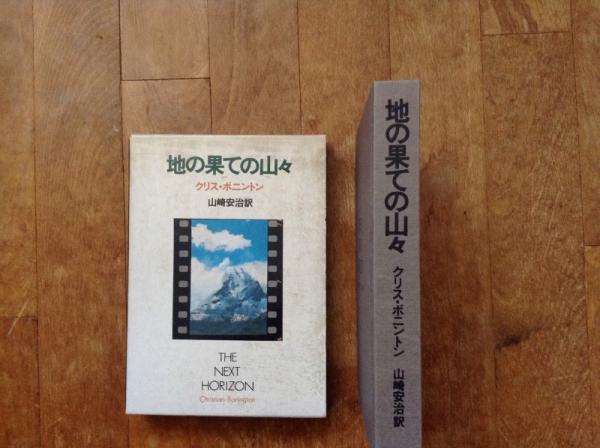 地の果ての山々
クリス・ボニントン
山崎安治訳
THE
NEXT
HORIZON
Christian Bonington
地の果ての山々 クリス・ボニントン 山崎安治訳